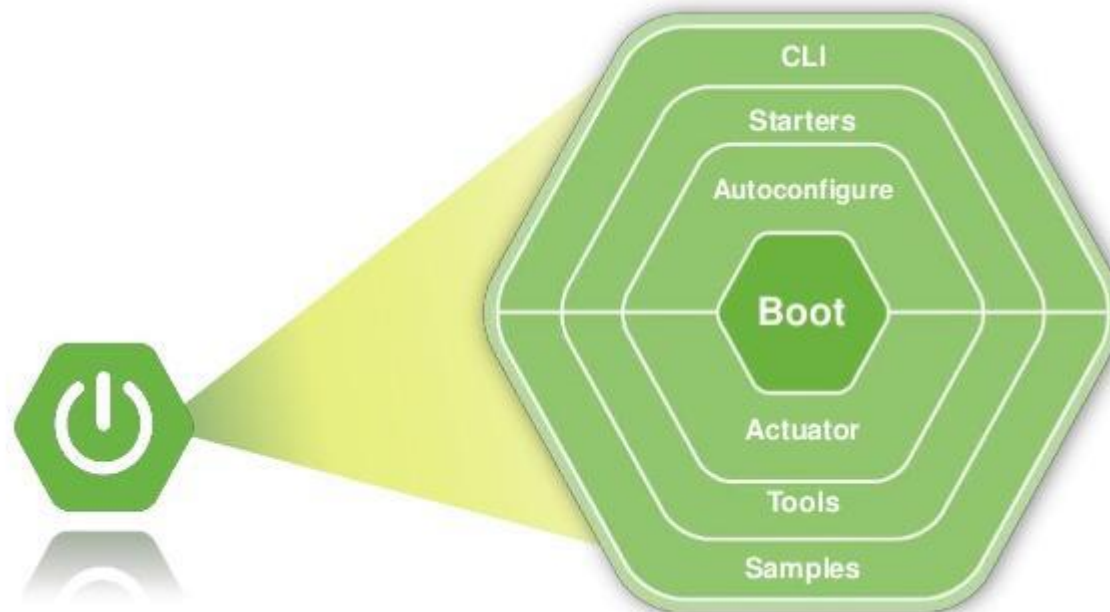 CLI
Starters
Autoconfigure
Boot
Actuator
Tools
Samples